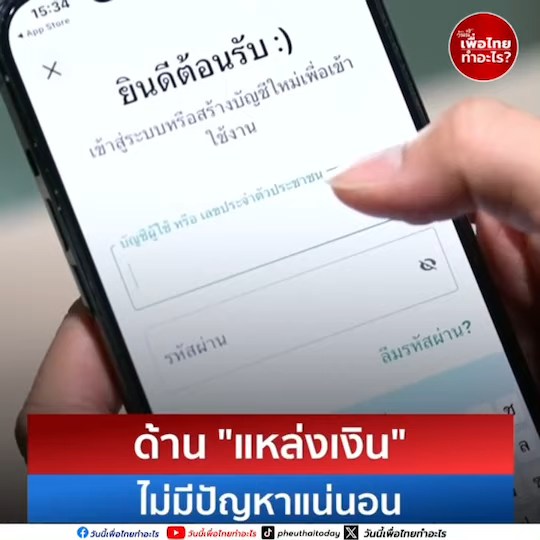 15:34
App Store
วันนี้
เพื่อไทย
ทำอะไร?
ยินดีต้อนรับ :)
เข้าสู่ระบบหรือสร้างบัญชีใหม่เพื่อเข้า
ใช้งาน
บัญชีผู้ใช้ หรือ เลขประจำตัวประชาชน
รหัสผ่าน
ลืมรหัสผ่าน?
ช
ล
ด้าน "แหล่งเงิน"
ไม่มีปัญหาแน่นอน
วันนี้เพื่อไทยทำอะไร วันนี้เพื่อไทยทำอะไร pheuthaitoday วันนี้เพื่อไทยทำอะไร